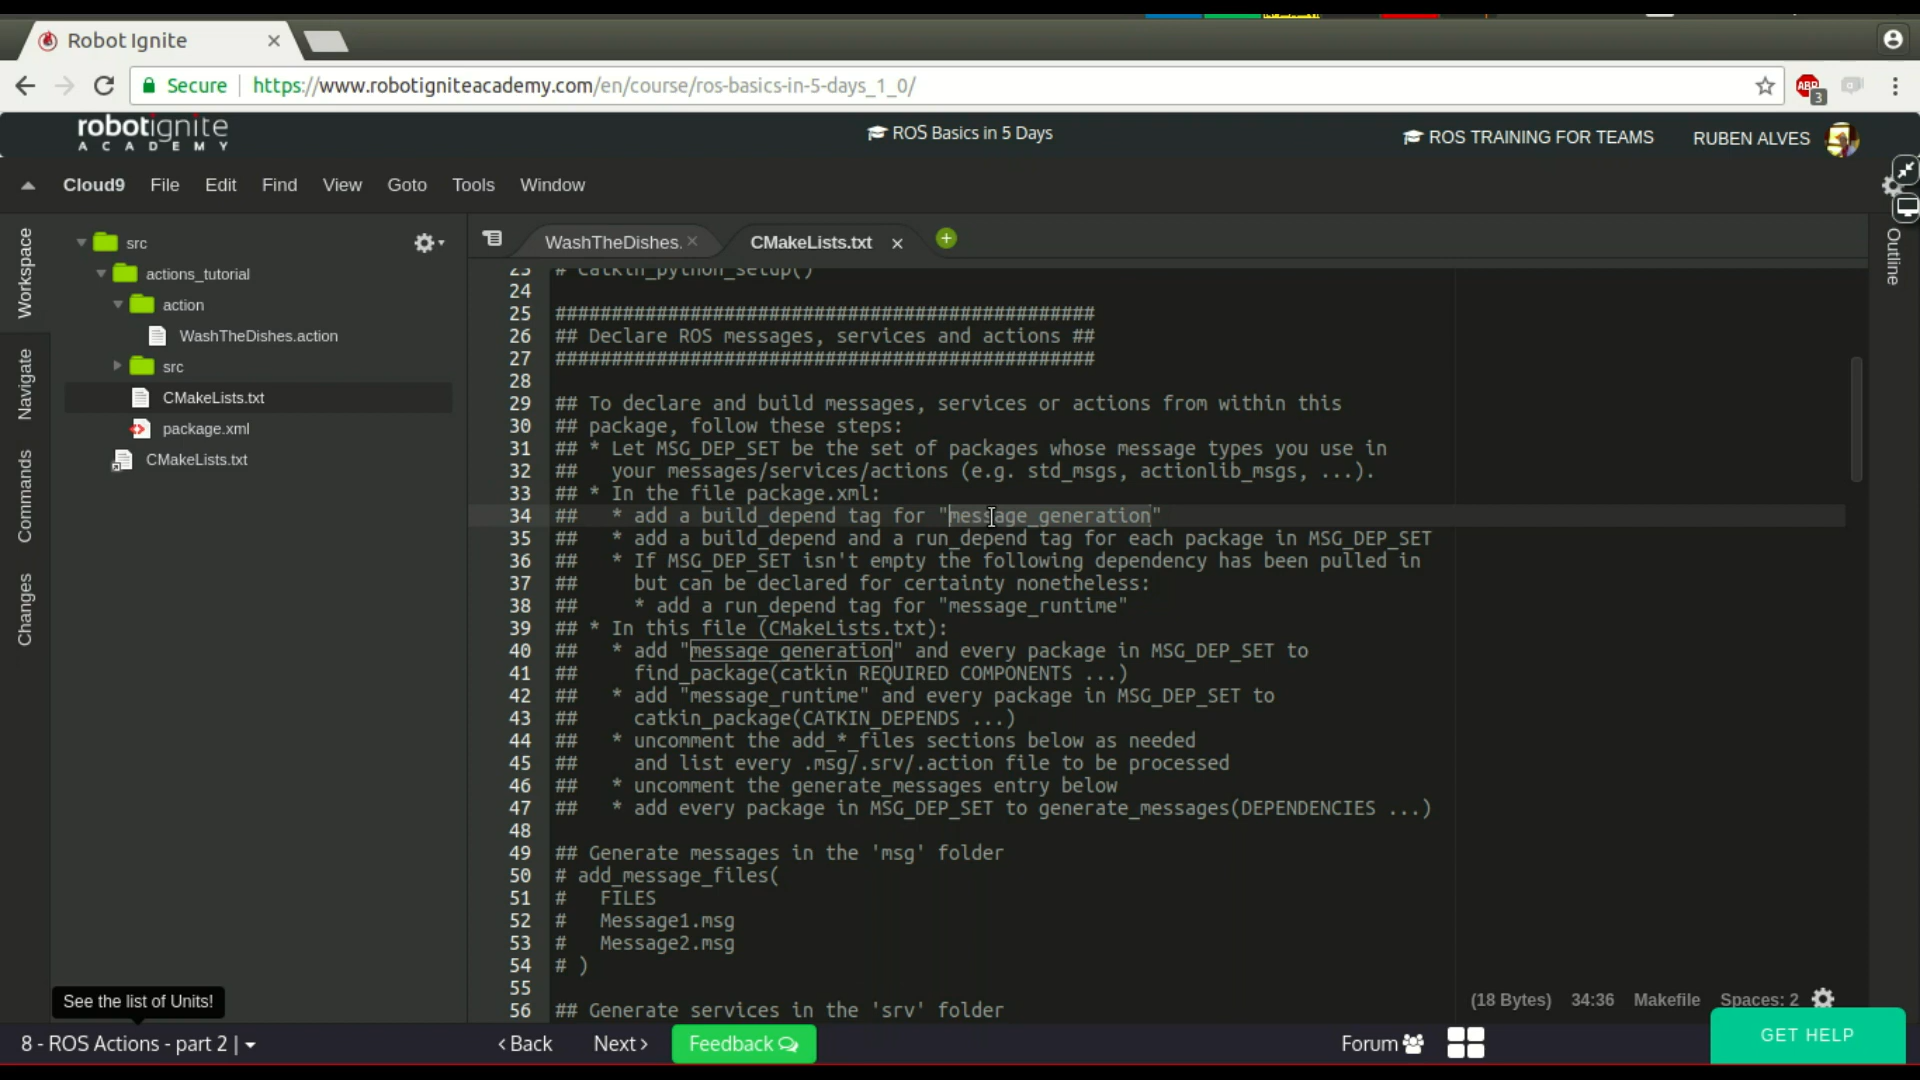 Robot Ignite
Secure
https://www.robotigniteacademy.com/en/course/ros-basics-in-5-days_1_0/
ABP
3
robotignite
ACADEMY
ROS Basics in 5 Days
ROS TRAINING FOR TEAMS
RUBEN ALVES
Cloud9 File Edit Find View Goto Tools Window
Workspace
Navigate
Commands
Changes
src
actions_tutorial
action
WashTheDishes.action
src
CMakeLists.txt
package.xml
CMakeLists.txt
WashTheDishes.
CMakeLists.txt
Outline
23 # catkin_python_setup()
24
25 ################################################
26 ## Declare ROS messages, services and actions ##
27 ################################################
28
29 ## To declare and build messages, services or actions from within this
30 ## package, follow these steps:
31 ## * Let MSG_DEP_SET be the set of packages whose message types you use in
32 ##   your messages/services/actions (e.g. std_msgs, actionlib_msgs, ...).
33 ## * In the file package.xml:
34 ##   * add a build_depend tag for "message_generation"
35 ##   * add a build_depend and a run_depend tag for each package in MSG_DEP_SET
36 ##   * If MSG_DEP_SET isn't empty the following dependency has been pulled in
37 ##     but can be declared for certainty nonetheless:
38 ##     * add a run_depend tag for "message_runtime"
39 ## * In this file (CMakeLists.txt):
40 ##   * add "message_generation" and every package in MSG_DEP_SET to
41 ##     find_package(catkin REQUIRED COMPONENTS ...)
42 ##   * add "message_runtime" and every package in MSG_DEP_SET to
43 ##     catkin_package(CATKIN_DEPENDS ...)
44 ##   * uncomment the add_*_files sections below as needed
45 ##     and list every .msg/.srv/.action file to be processed
46 ##   * uncomment the generate_messages entry below
47 ##   * add every package in MSG_DEP_SET to generate_messages(DEPENDENCIES ...)
48
49 ## Generate messages in the 'msg' folder
50 # add_message_files(
51 #   FILES
52 #   Message1.msg
53 #   Message2.msg
54 # )
55
56 ## Generate services in the 'srv' folder
(18 Bytes) 34:36 Makefile Spaces: 2
See the list of Units!
8 - ROS Actions - part 2 |
‹ Back Next › Feedback
Forum
GET HELP